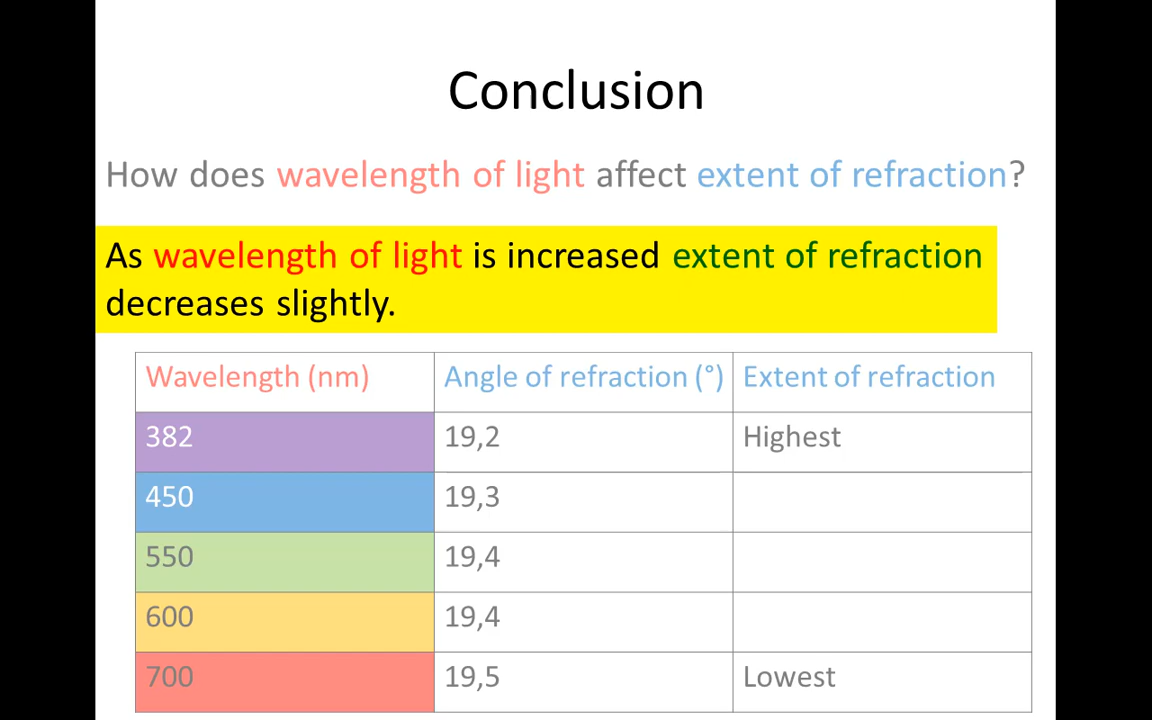 Conclusion
How does wavelength of light affect extent of refraction?
As wavelength of light is increased extent of refraction
decreases slightly.
Wavelength (nm) Angle of refraction (°) Extent of refraction
382 19,2 Highest
450 19,3
550 19,4
600 19,4
700 19,5 Lowest